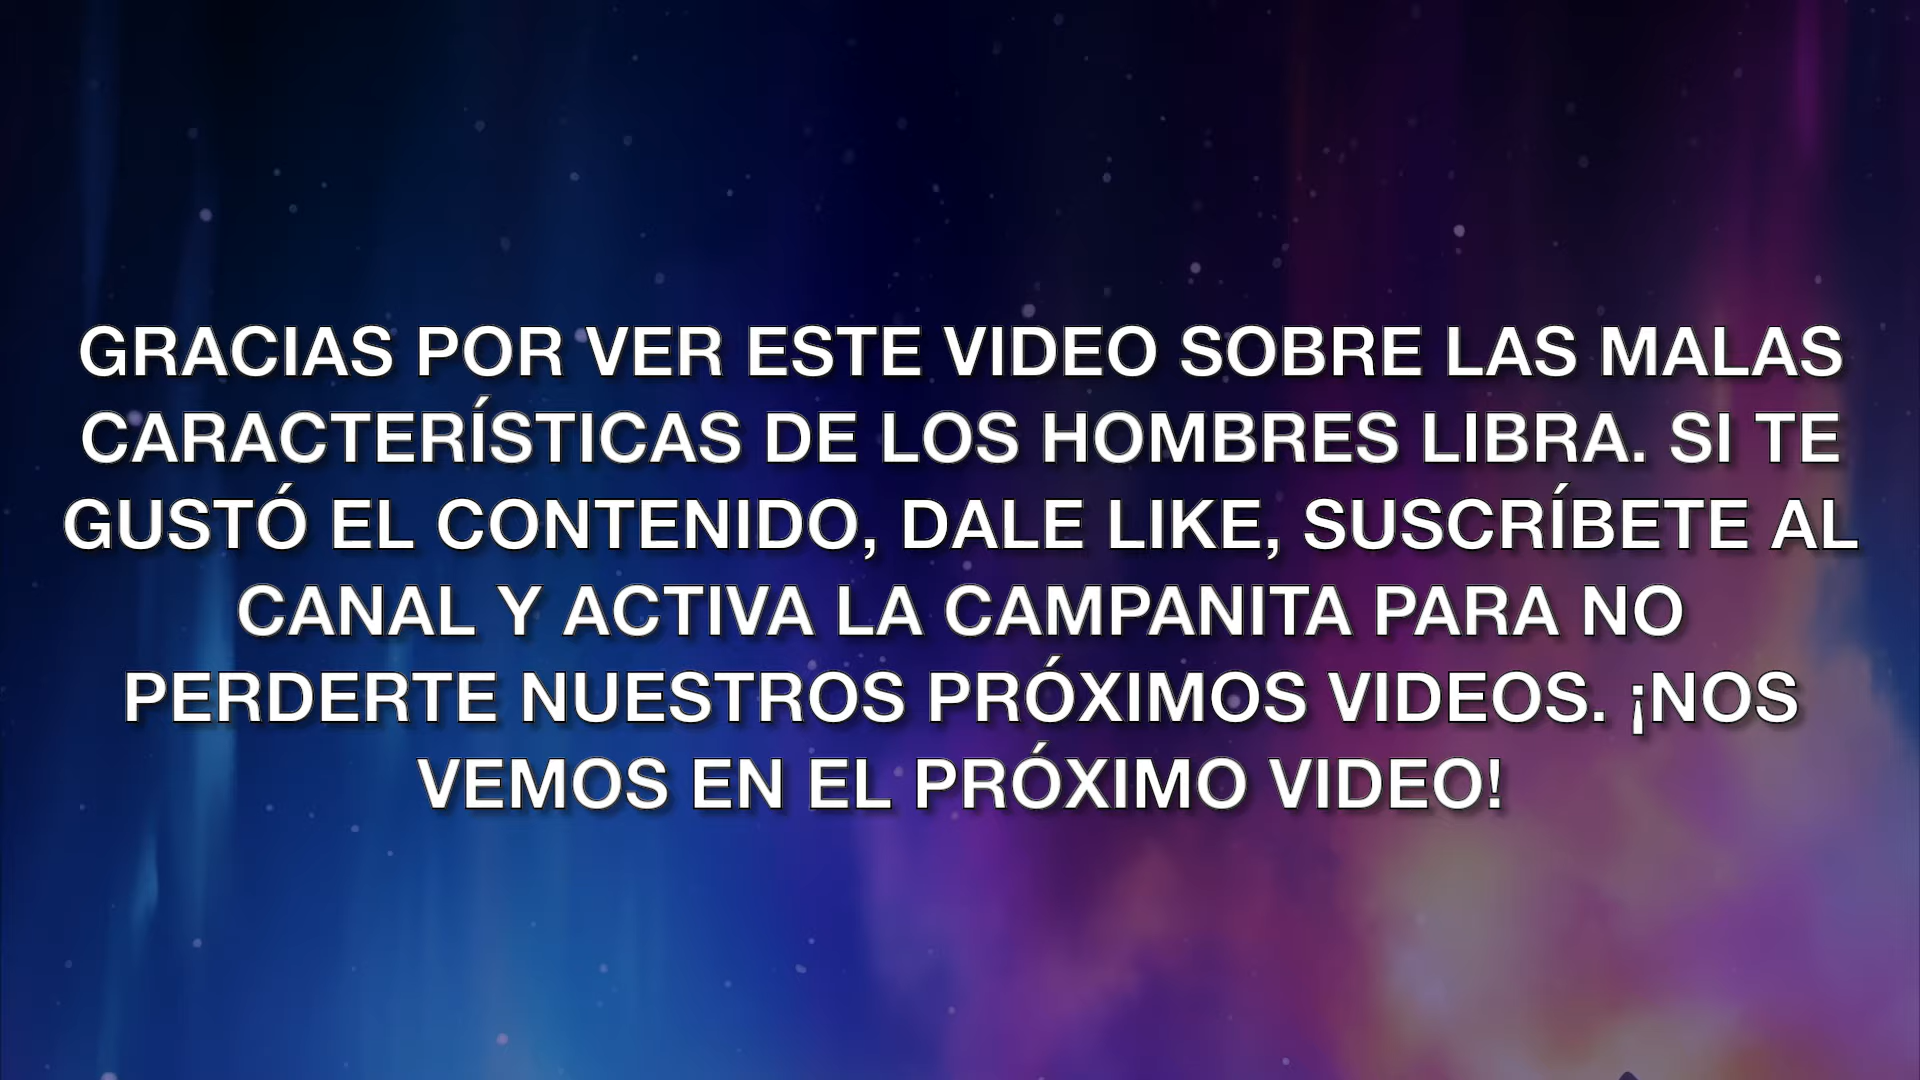 GRACIAS POR VER ESTE VIDEO SOBRE LAS MALAS
CARACTERÍSTICAS DE LOS HOMBRES LIBRA. SI TE
GUSTÓ EL CONTENIDO, DALE LIKE, SUSCRÍBETE AL
CANAL Y ACTIVA LA CAMPANITA PARA NO
PERDERTE NUESTROS PRÓXIMOS VIDEOS. ¡NOS
VEMOS EN EL PRÓXIMO VIDEO!